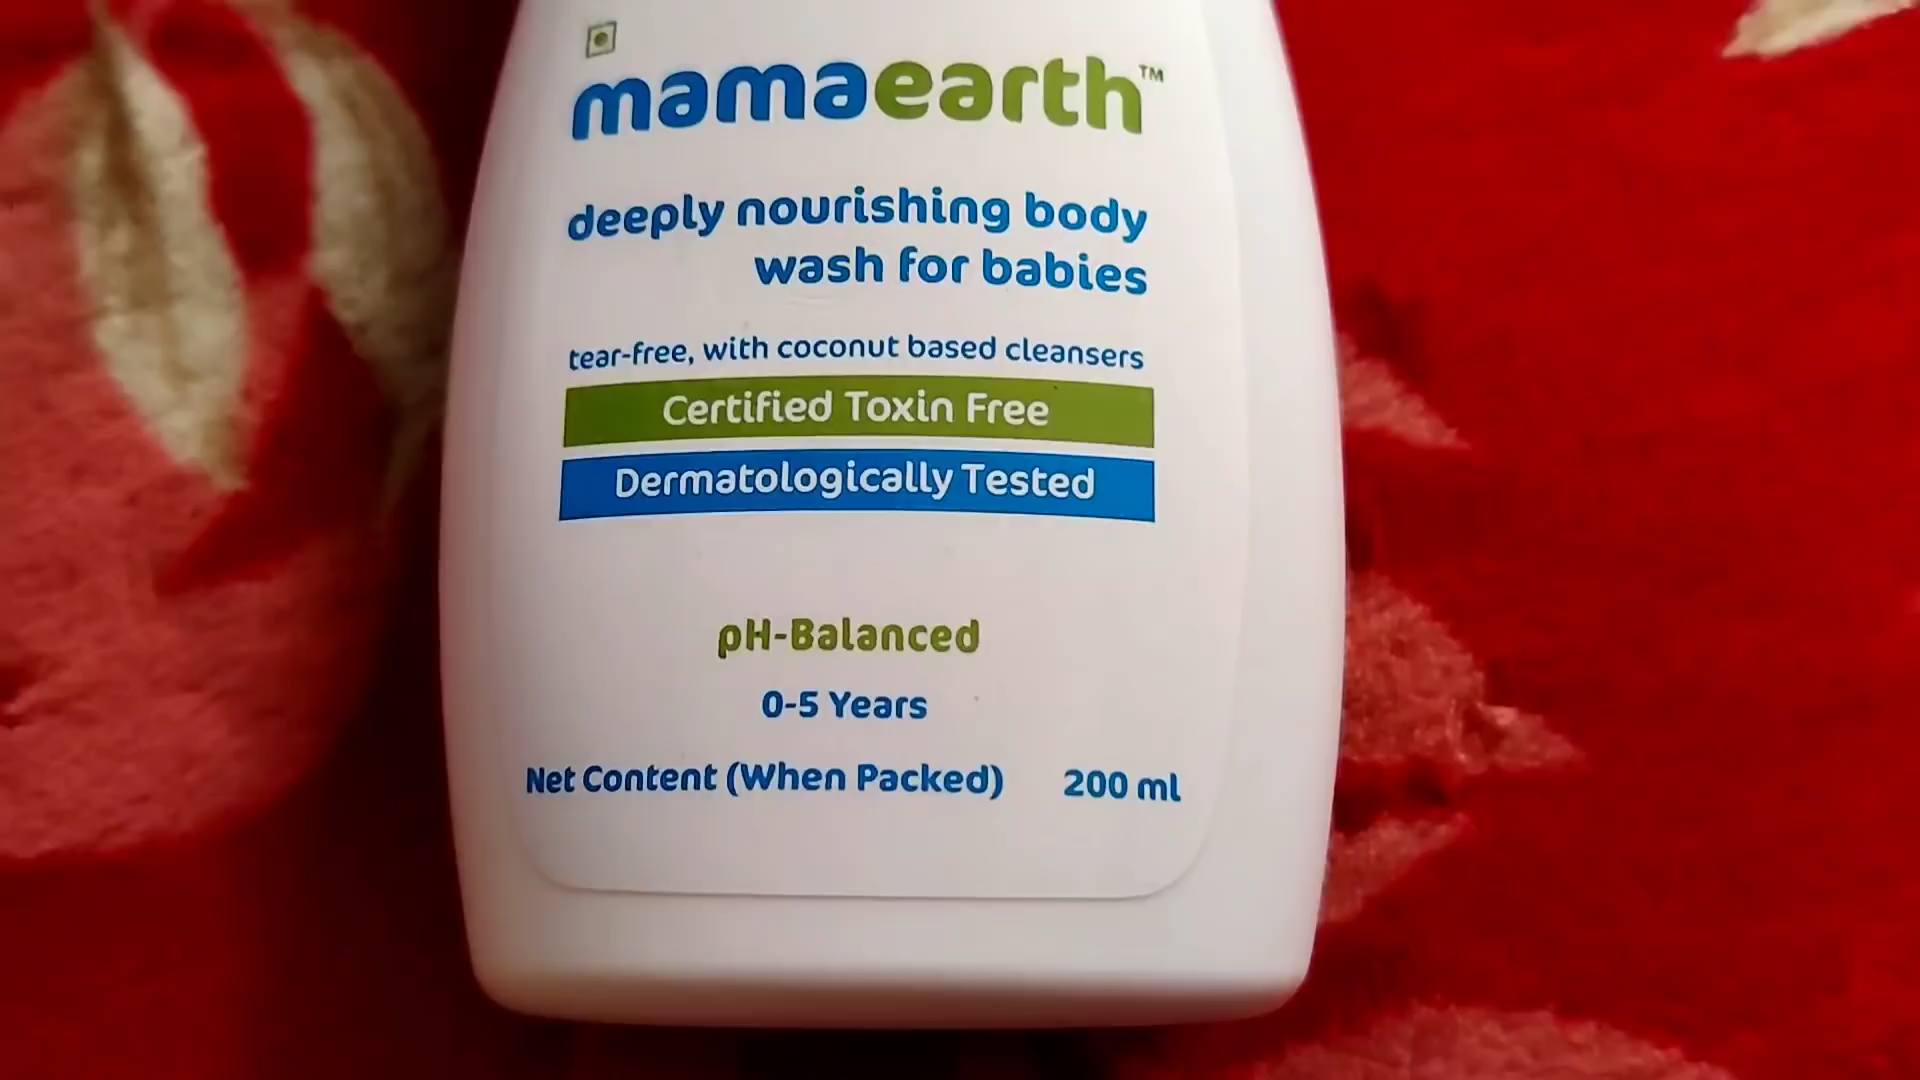 mamaearth™
deeply nourishing body
wash for babies
tear-free, with coconut based cleansers
Certified Toxin Free
Dermatologically Tested
pH-Balanced
0-5 Years
Net Content (When Packed) 200 ml